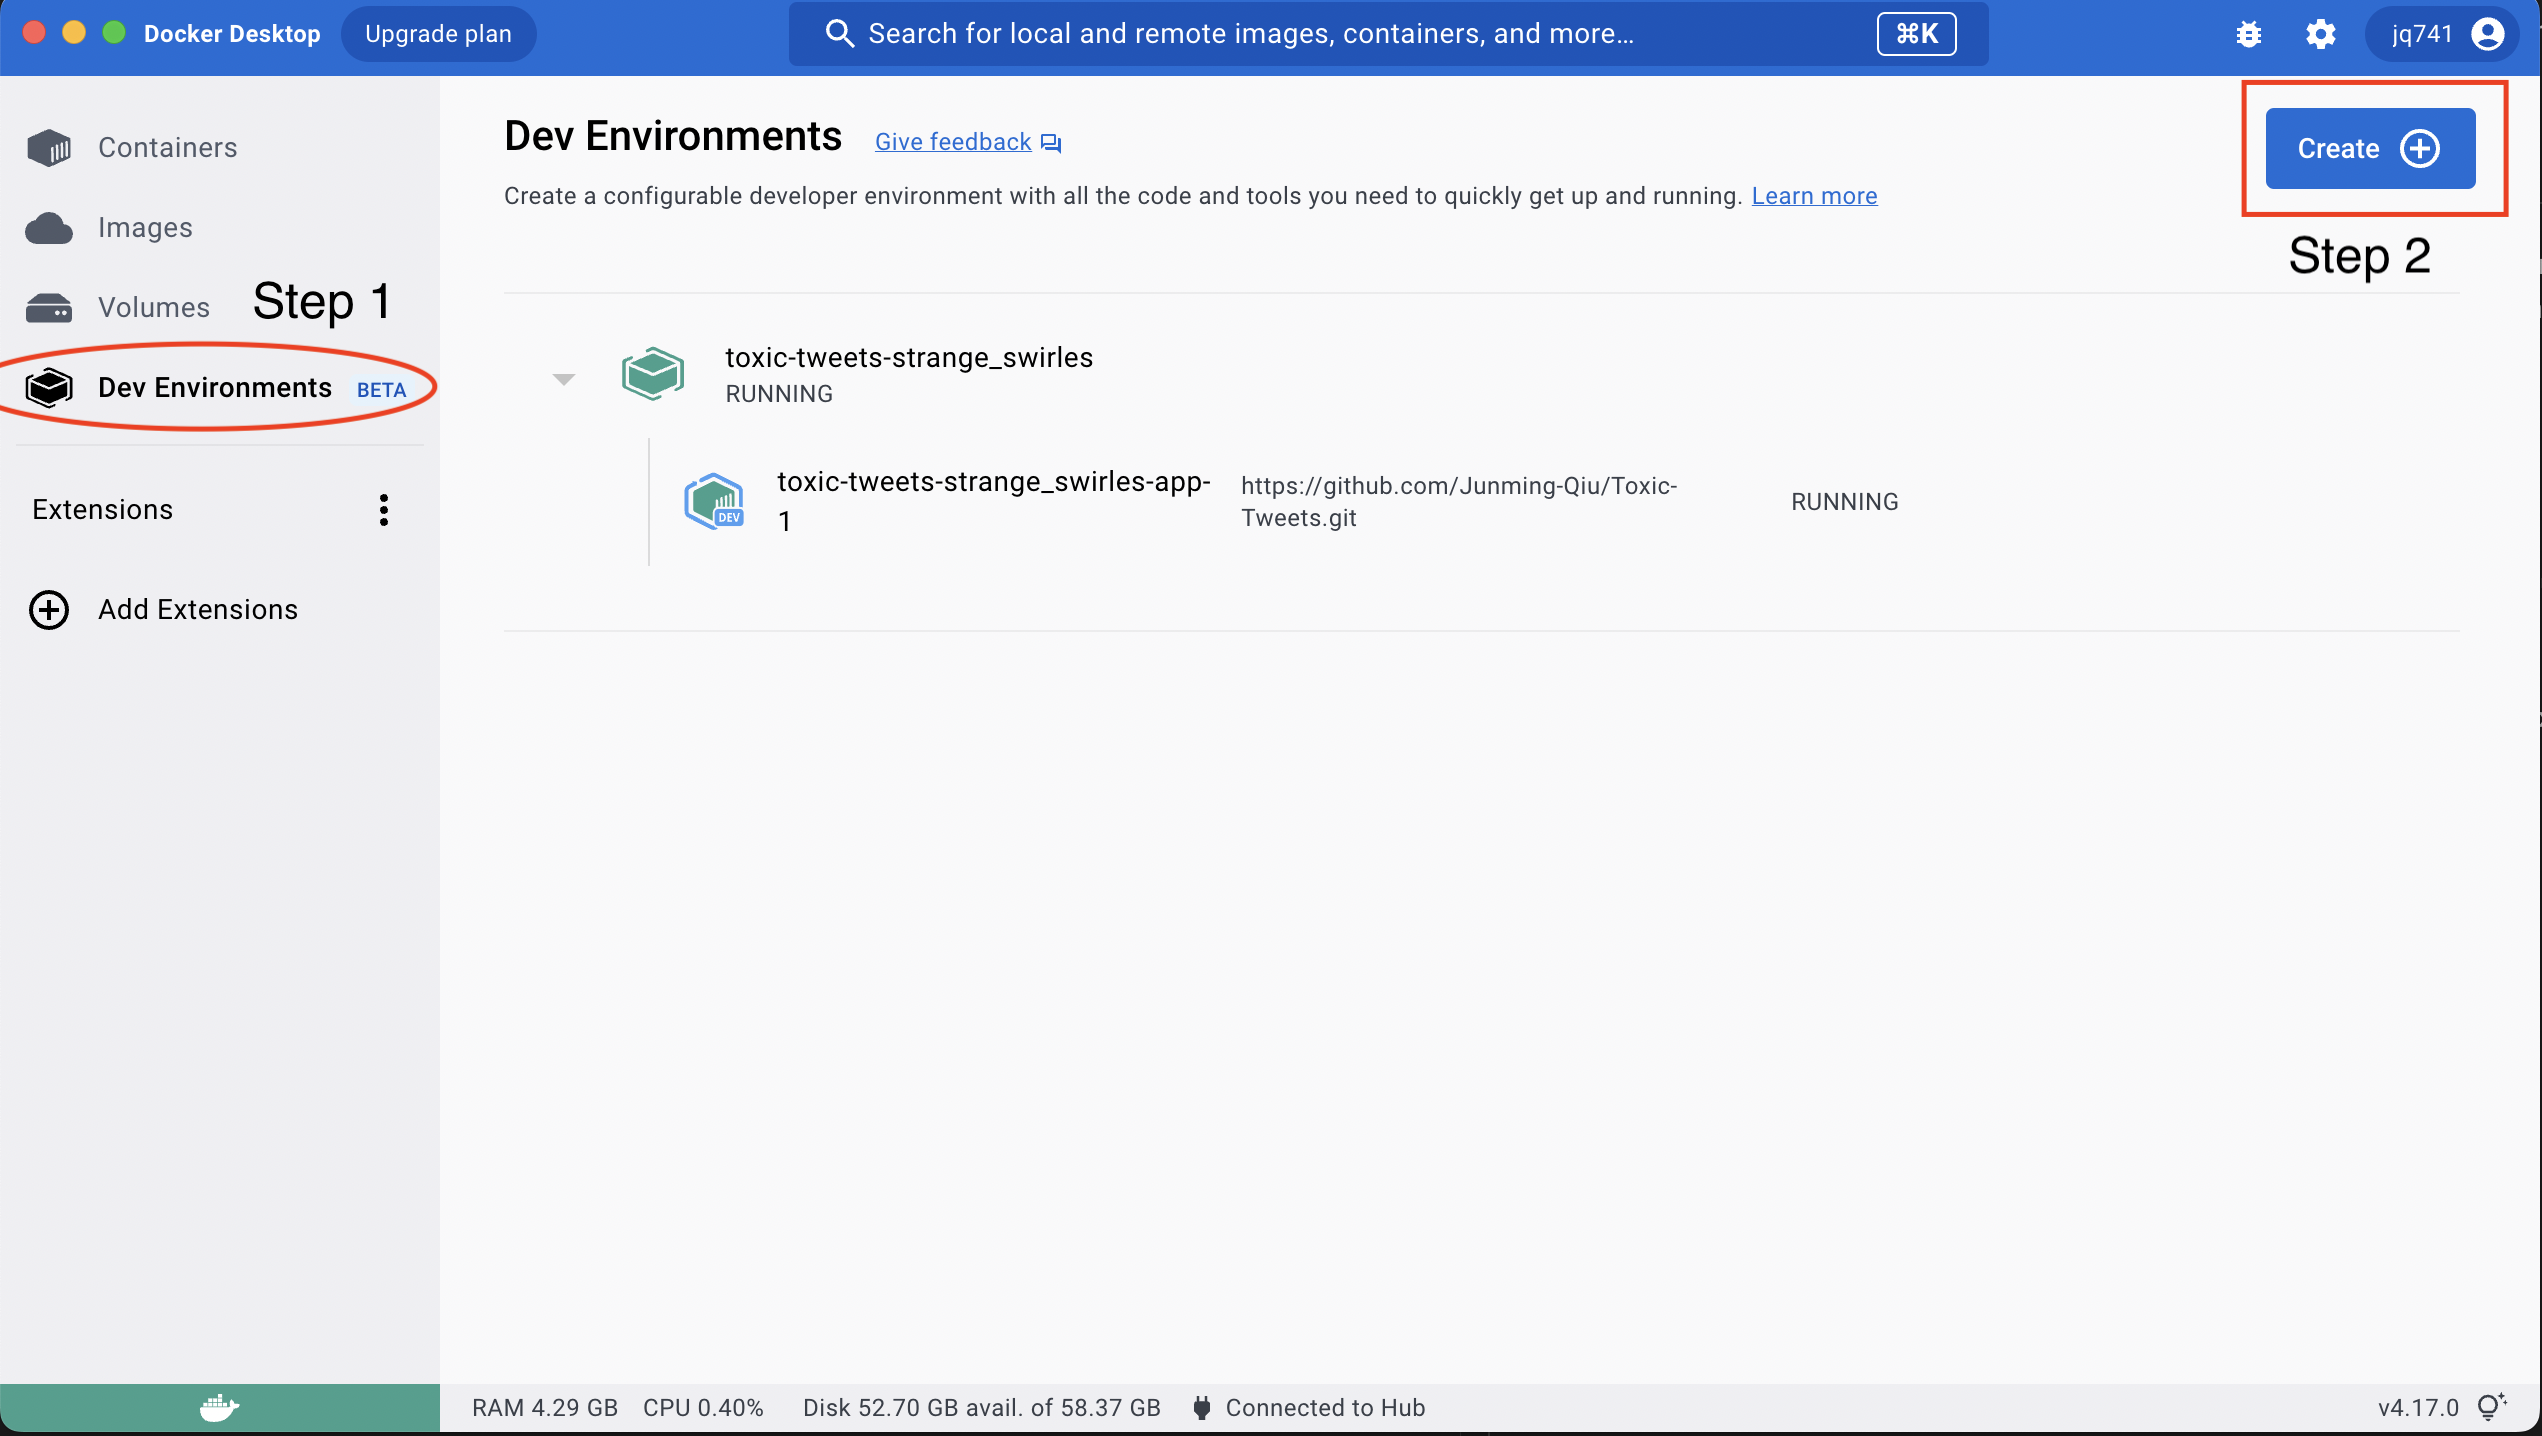 Docker Desktop
Upgrade plan
Search for local and remote images, containers, and more...
⌘K
jq741
Containers
Images
Volumes
Step 1
Dev Environments BETA
Extensions
Add Extensions
Dev Environments
Give feedback
Create
Create a configurable developer environment with all the code and tools you need to quickly get up and running. Learn more
Step 2
toxic-tweets-strange_swirles
RUNNING
DEV
toxic-tweets-strange_swirles-app-
1
https://github.com/Junming-Qiu/Toxic-
Tweets.git
RUNNING
RAM 4.29 GB
CPU 0.40%
Disk 52.70 GB avail. of 58.37 GB
Connected to Hub
v4.17.0